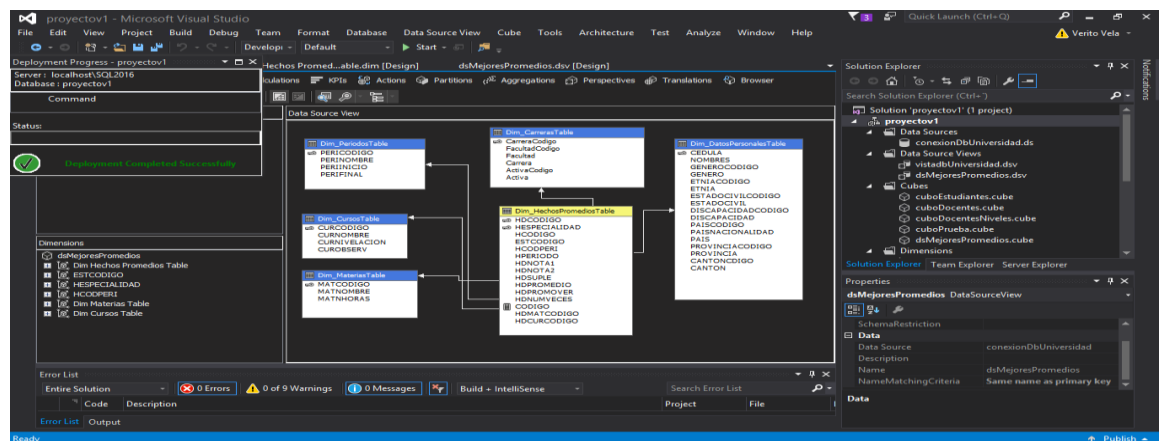 proyectov1 - Microsoft Visual Studio
3
Quick Launch (Ctrl+Q)
File Edit View Project Build Debug Team Format Database Data Source View Cube Tools Architecture Test Analyze Window Help
Verito Vela
Develop Default Start
Deployment Progress - proyectov1
Server : localhost\SQL2016
Database : proyectov1
Command
Status:
Deployment Completed Successfully
Hechos Promed...able.dim [Design] dsMejoresPromedios.dsv [Design]
culations KPIs Actions Partitions Aggregations Perspectives Translations Browser
Data Source View
Dim_PeriodosTable
PERICODIGO
PERINOMBRE
PERIINICIO
PERIFINAL
Dim_CarrerasTable
CarreraCodigo
FacultadCodigo
Facultad
Carrera
ActivaCodigo
Activa
Dim_DatosPersonalesTable
CEDULA
NOMBRES
GENEROCODIGO
GENERO
ETNIACODIGO
ETNIA
ESTADOCIVILCODIGO
ESTADOCIVIL
DISCAPACIDADCODIGO
DISCAPACIDAD
PAISCODIGO
PAISNACIONALIDAD
PAIS
PROVINCIACODIGO
PROVINCIA
CANTONCDIGO
CANTON
Dim_CursosTable
CURCODIGO
CURNOMBRE
CURNIVELACION
CUROBSERV
Dim_HechosPromediosTable
HDCODIGO
HESPECIALIDAD
HCODIGO
ESTCODIGO
HCODPERI
HPERIODO
HDNOTA1
HDNOTA2
HDSUPLE
HDPROMEDIO
HDPROMOVER
HDNUMVECES
CODIGO
HDMATCODIGO
HDCURCODIGO
Dim_MateriasTable
MATCODIGO
MATNOMBRE
MATNHORAS
Dimensions
dsMejoresPromedios
Dim Hechos Promedios Table
ESTCODIGO
HESPECIALIDAD
HCODPERI
Dim Materias Table
Dim Cursos Table
Solution Explorer
Search Solution Explorer (Ctrl+')
Solution 'proyectov1' (1 project)
proyectov1
Data Sources
conexionDbUniversidad.ds
Data Source Views
vistadbUniversidad.dsv
dsMejoresPromedios.dsv
Cubes
cuboEstudiantes.cube
cuboDocentes.cube
cuboDocentesNiveles.cube
cuboPrueba.cube
dsMejoresPromedios.cube
Dimensions
Solution Explorer Team Explorer Server Explorer
Notifications
Properties
dsMejoresPromedios DataSourceView
SchemaRestriction
Data
Data Source conexionDbUniversidad
Description
Name dsMejoresPromedios
NameMatchingCriteria Same name as primary key
Data
Error List
Entire Solution 0 Errors 0 of 9 Warnings 0 Messages Build + IntelliSense Search Error List
Code Description Project File
Error List Output
Ready Publish